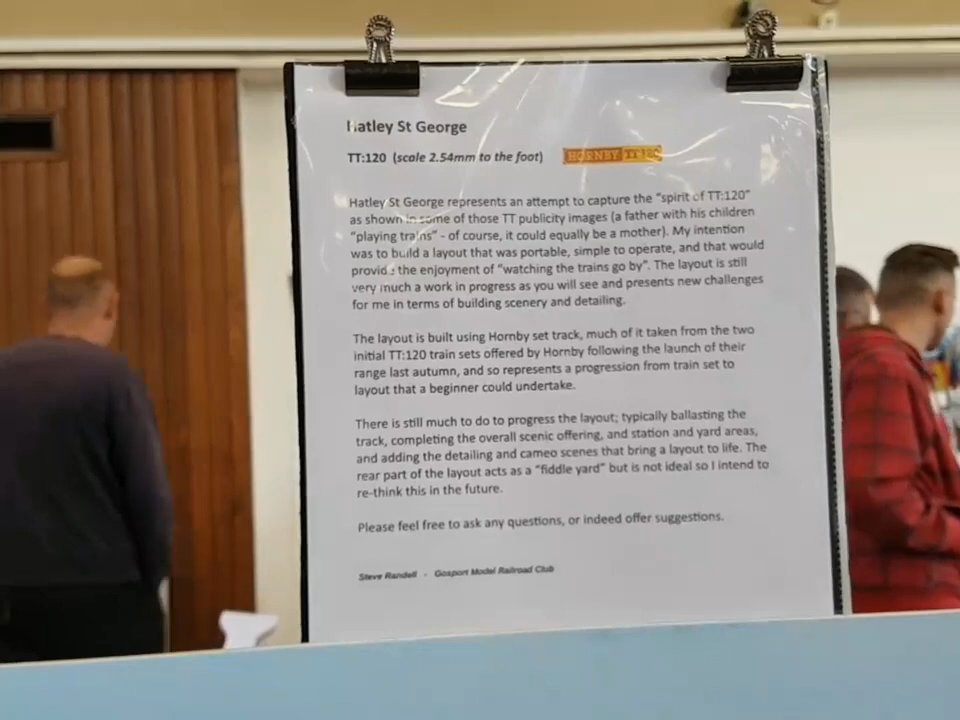 Hatley St George
TT:120 (scale 2.54mm to the foot) HORNBY TT:120
Hatley St George represents an attempt to capture the "spirit of TT:120"
as shown in some of those TT publicity images (a father with his children
"playing trains" - of course, it could equally be a mother). My intention
was to build a layout that was portable, simple to operate, and that would
provide the enjoyment of "watching the trains go by". The layout is still
very much a work in progress as you will see and presents new challenges
for me in terms of building scenery and detailing.
The layout is built using Hornby set track, much of it taken from the two
initial TT:120 train sets offered by Hornby following the launch of their
range last autumn, and so represents a progression from train set to
layout that a beginner could undertake.
There is still much to do to progress the layout; typically ballasting the
track, completing the overall scenic offering, and station and yard areas,
and adding the detailing and cameo scenes that bring a layout to life. The
rear part of the layout acts as a "fiddle yard" but is not ideal so I intend to
re-think this in the future.
Please feel free to ask any questions, or indeed offer suggestions.
Steve Randell - Gosport Model Railroad Club